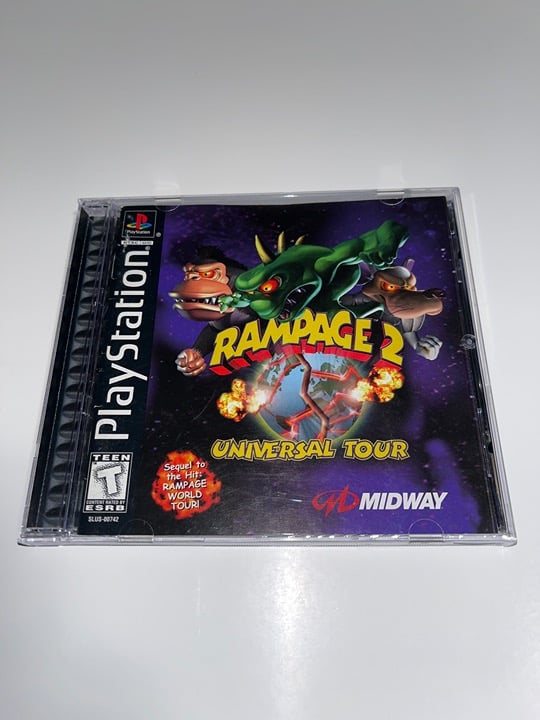 PlayStation
PlayStation
RAMPAGE 2
UNIVERSAL TOUR
Sequel to
the Hit:
RAMPAGE
WORLD
TOUR!
MIDWAY
TEEN
T
CONTENT RATED BY
ESRB
SLUS-00742